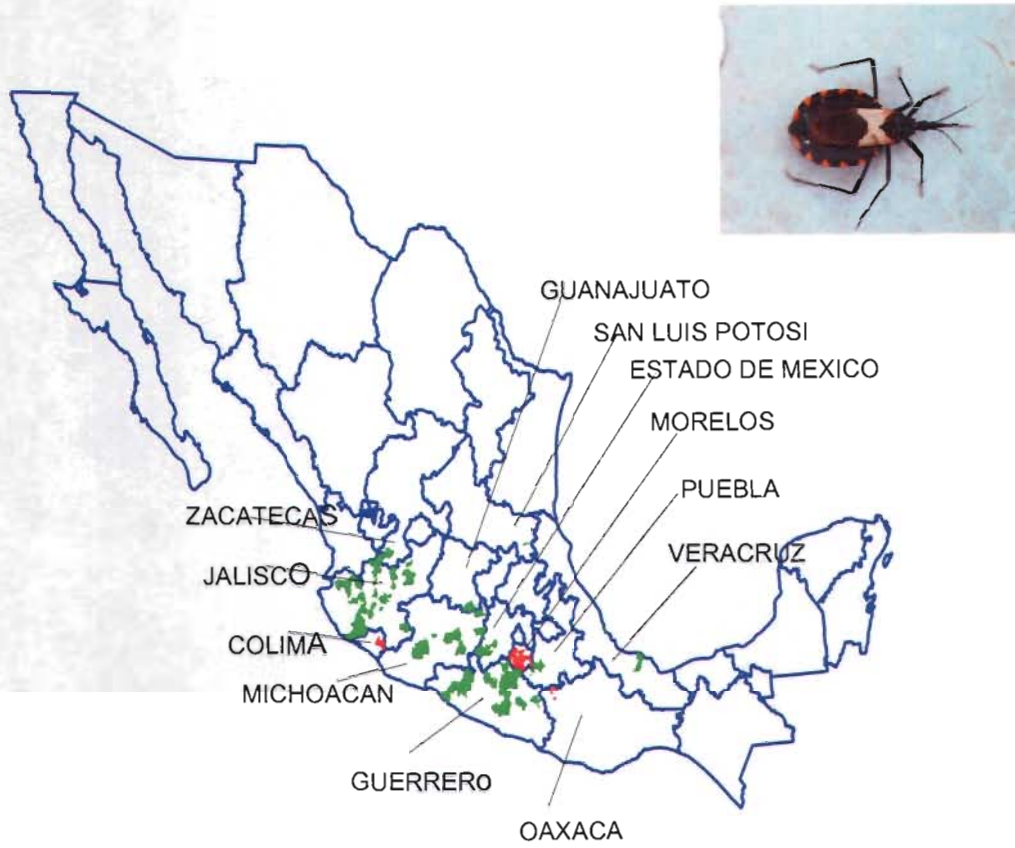 GUANAJUATO
SAN LUIS POTOSI
ESTADO DE MEXICO
MORELOS
PUEBLA
VERACRUZ
ZACATECAS
JALISCO
COLIMA
MICHOACAN
GUERRERo
OAXACA